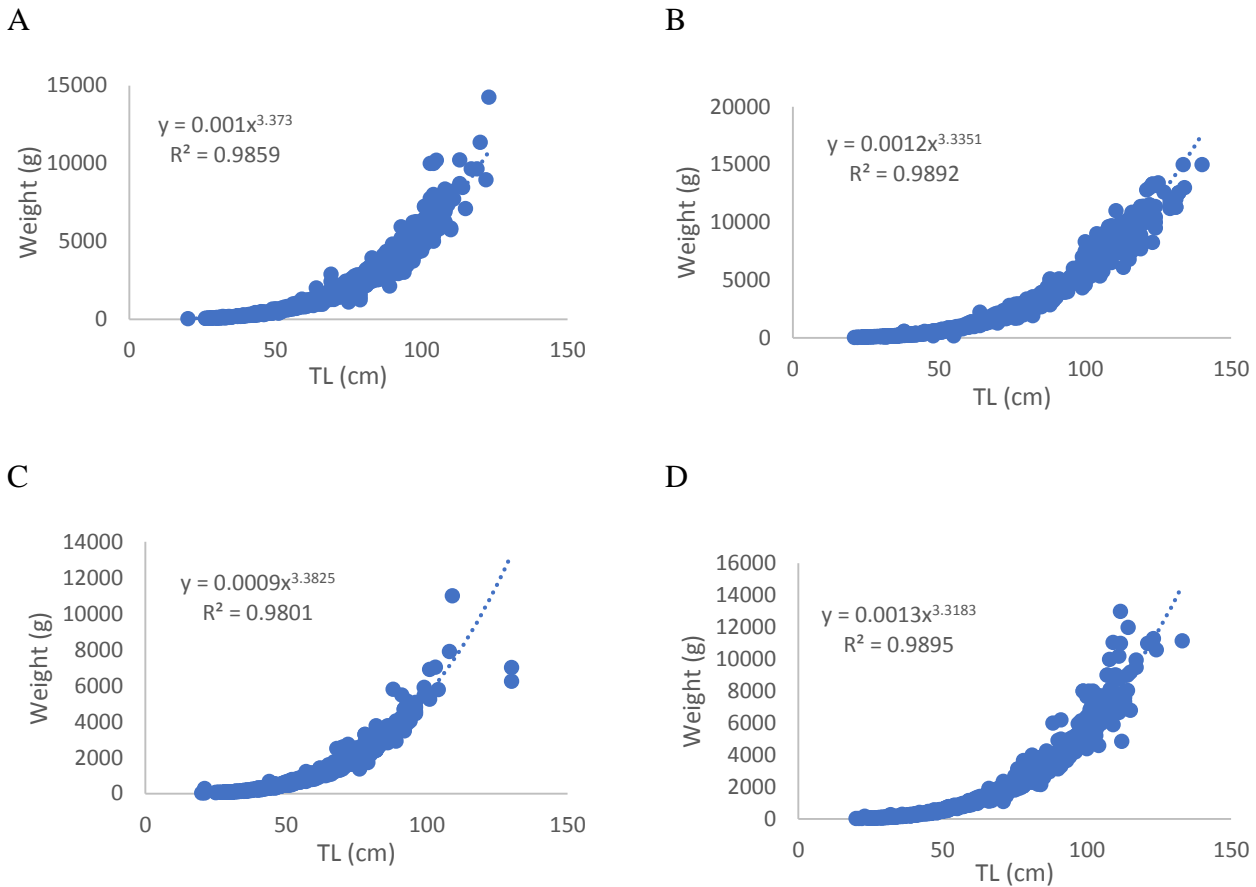 A
15000
10000
5000
0
Weight (g)
y = 0.001x^3.373
R² = 0.9859
0 50 100 150
TL (cm)
B
20000
15000
10000
5000
0
Weight (g)
y = 0.0012x^3.3351
R² = 0.9892
0 50 100 150
TL (cm)
C
14000
12000
10000
8000
6000
4000
2000
0
Weight (g)
y = 0.0009x^3.3825
R² = 0.9801
0 50 100 150
TL (cm)
D
16000
14000
12000
10000
8000
6000
4000
2000
0
Weight (g)
y = 0.0013x^3.3183
R² = 0.9895
0 50 100 150
TL (cm)